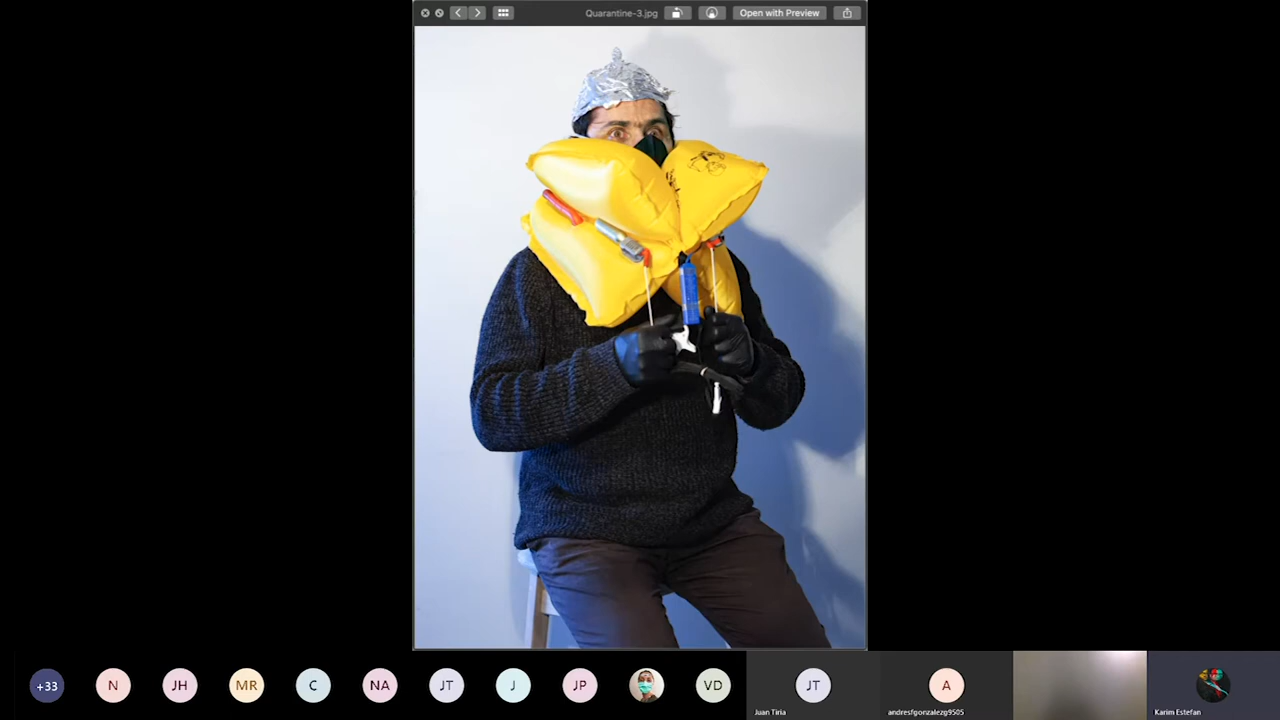 Quarantine-3.jpg
Open with Preview
+33
N
JH
MR
C
NA
JT
J
JP
VD
JT
A
Juan Tiria
andresfgonzalezg9505
Karim Estefan